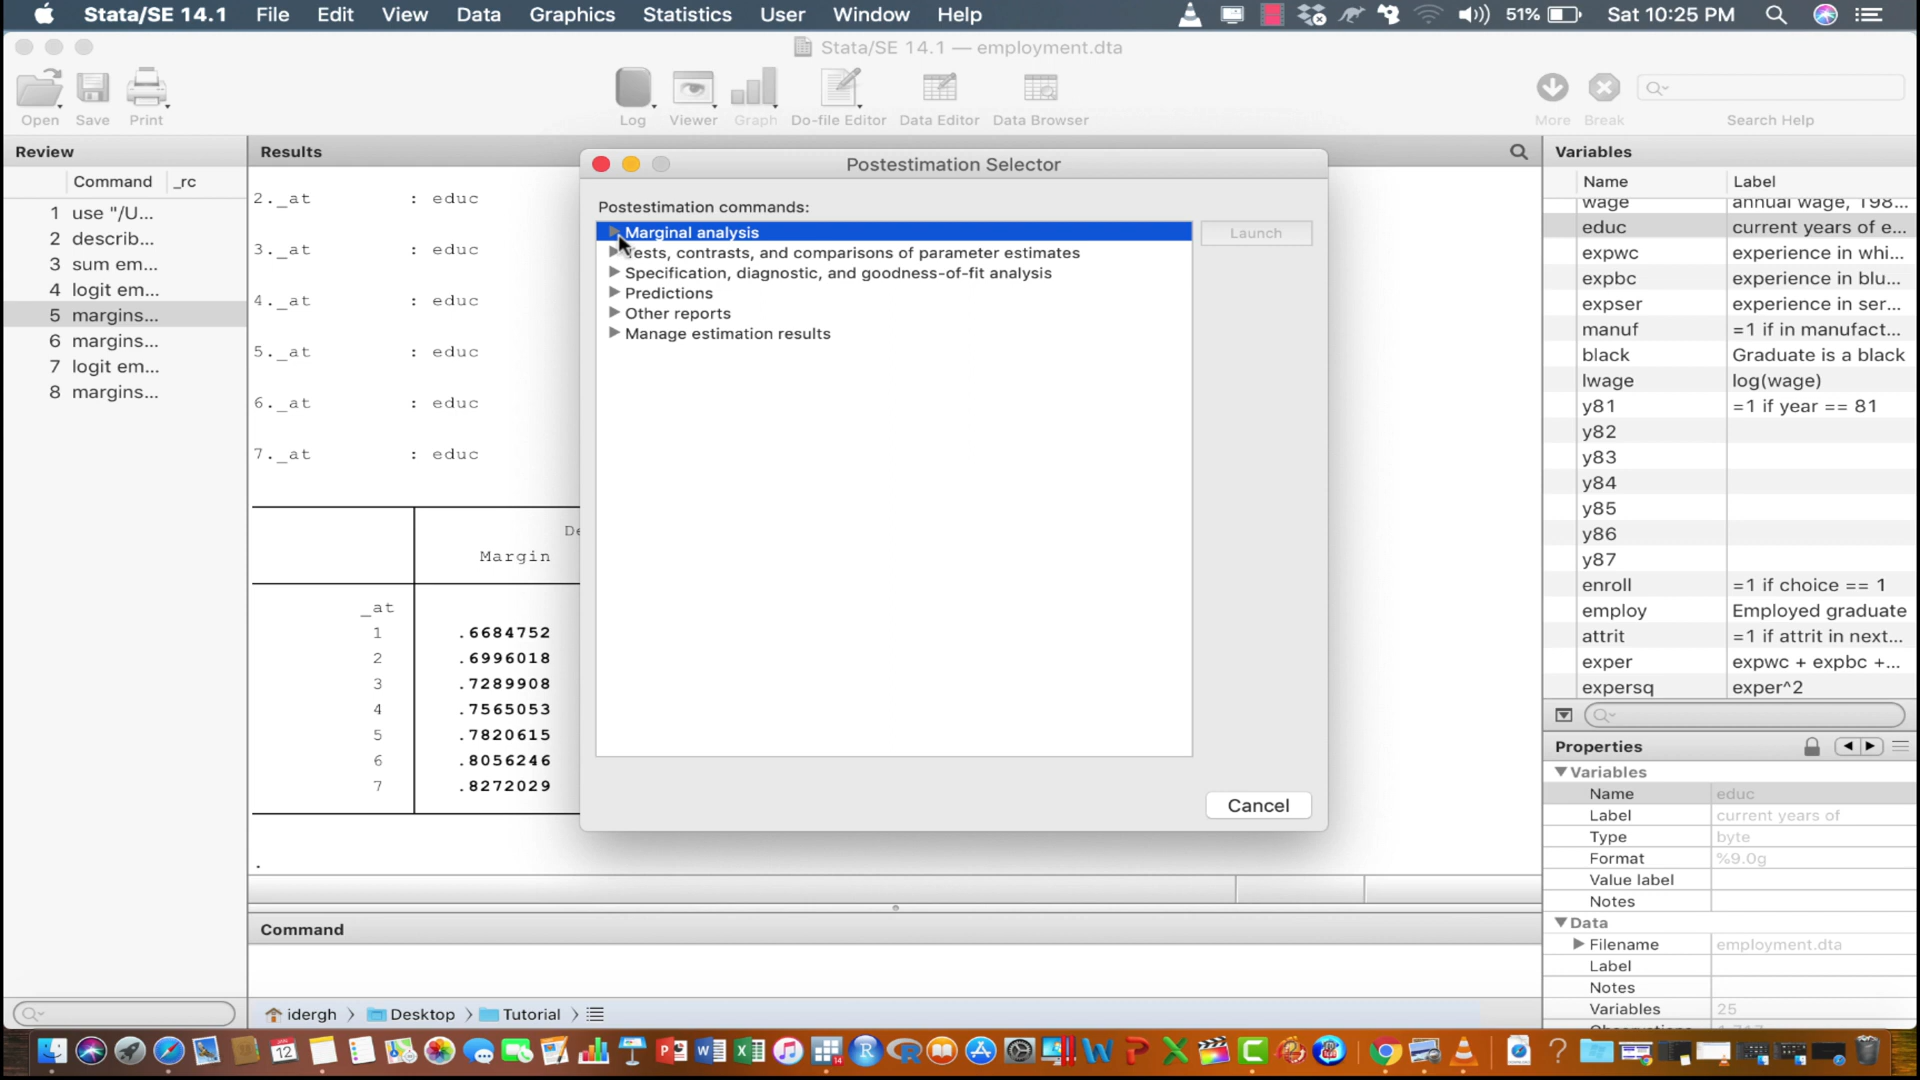 Stata/SE 14.1 File Edit View Data Graphics Statistics User Window Help 51% Sat 10:25 PM
Stata/SE 14.1 — employment.dta
Open Save Print Log Viewer Graph Do-file Editor Data Editor Data Browser More Break Search Help
Review
Command _rc
1 use "/U...
2 describ...
3 sum em...
4 logit em...
5 margins...
6 margins...
7 logit em...
8 margins...
Results
2._at : educ
3._at : educ
4._at : educ
5._at : educ
6._at : educ
7._at : educ
De
Margin
_at
1 .6684752
2 .6996018
3 .7289908
4 .7565053
5 .7820615
6 .8056246
7 .8272029
.
Postestimation Selector
Postestimation commands:
Marginal analysis
Tests, contrasts, and comparisons of parameter estimates
Specification, diagnostic, and goodness-of-fit analysis
Predictions
Other reports
Manage estimation results
Launch
Cancel
Command
idergh Desktop Tutorial
Variables
Name Label
wage annual wage, 198...
educ current years of e...
expwc experience in whi...
expbc experience in blu...
expser experience in ser...
manuf =1 if in manufact...
black Graduate is a black
lwage log(wage)
y81 =1 if year == 81
y82
y83
y84
y85
y86
y87
enroll =1 if choice == 1
employ Employed graduate
attrit =1 if attrit in next...
exper expwc + expbc +...
expersq exper^2
Properties
Variables
Name educ
Label current years of
Type byte
Format %9.0g
Value label
Notes
Data
Filename employment.dta
Label
Notes
Variables 25